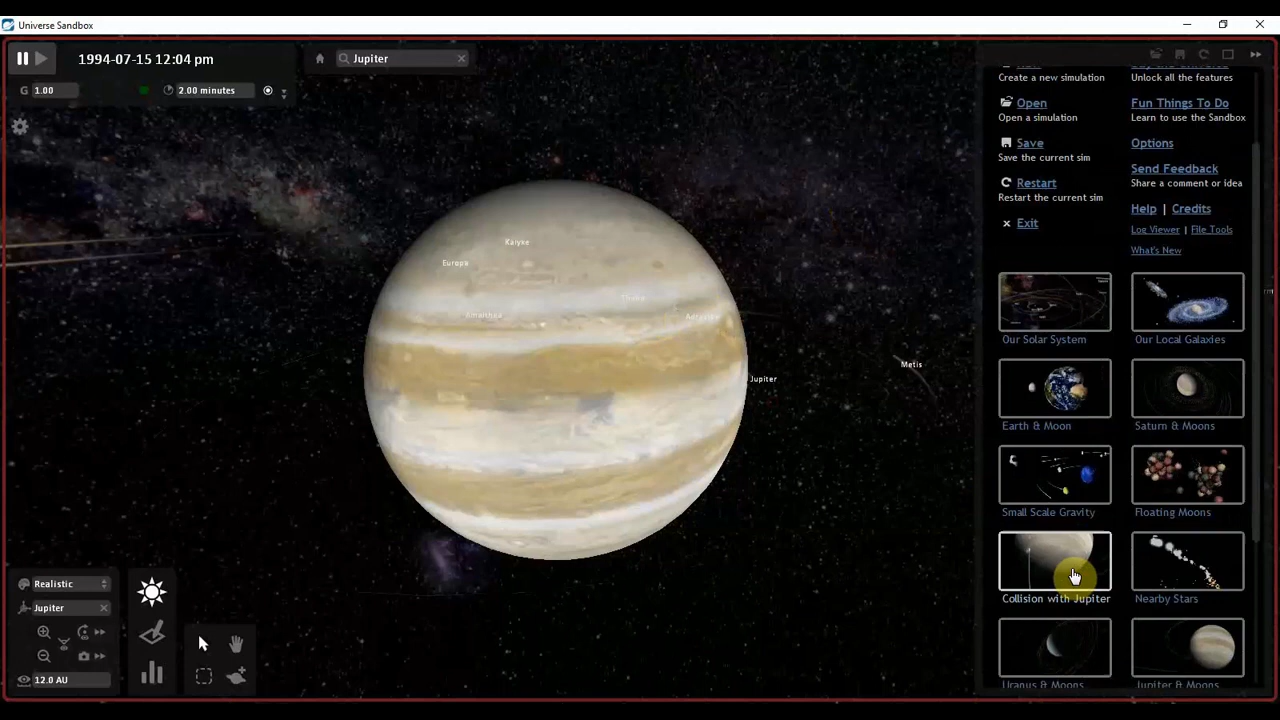 Universe Sandbox
1994-07-15 12:04 pm
Jupiter
G 1.00
2.00 minutes
Create a new simulation
Unlock all the features
Open
Open a simulation
Fun Things To Do
Learn to use the Sandbox
Save
Save the current sim
Options
Send Feedback
Share a comment or idea
Restart
Restart the current sim
Help | Credits
Exit
Log Viewer | File Tools
What's New
Kalyke
Europa
Thebe
Amalthea
Adrastea
Metis
Jupiter
Our Solar System
Our Local Galaxies
Earth & Moon
Saturn & Moons
Small Scale Gravity
Floating Moons
Collision with Jupiter
Nearby Stars
Uranus & Moons
Jupiter & Moons
Realistic
Jupiter
12.0 AU